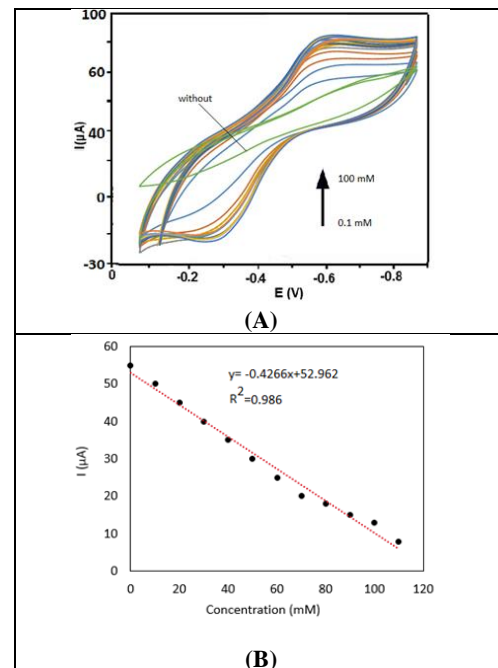 100
60
40
0
-30
I(µA)
without
100 mM
0.1 mM
0
-0.2
-0.4
-0.6
-0.8
E (V)
(A)
60
50
40
30
20
10
0
I (µA)
y= -0.4266x+52.962
R²=0.986
0
20
40
60
80
100
120
Concentration (mM)
(B)